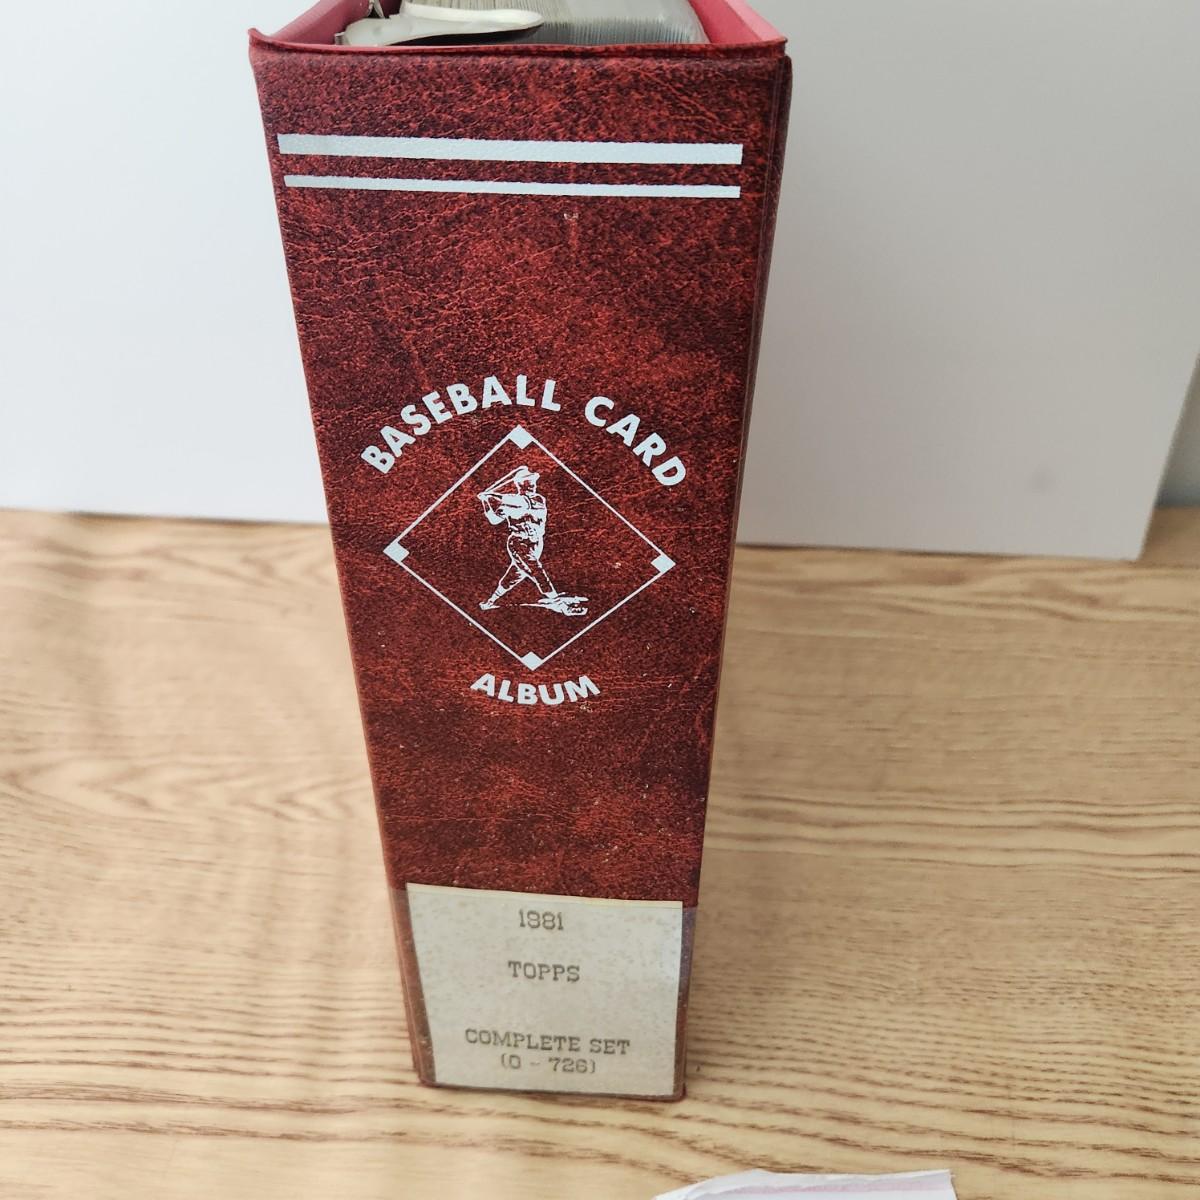 BASEBALL CARD
ALBUM
1981
TOPPS
COMPLETE SET
(0 - 726)